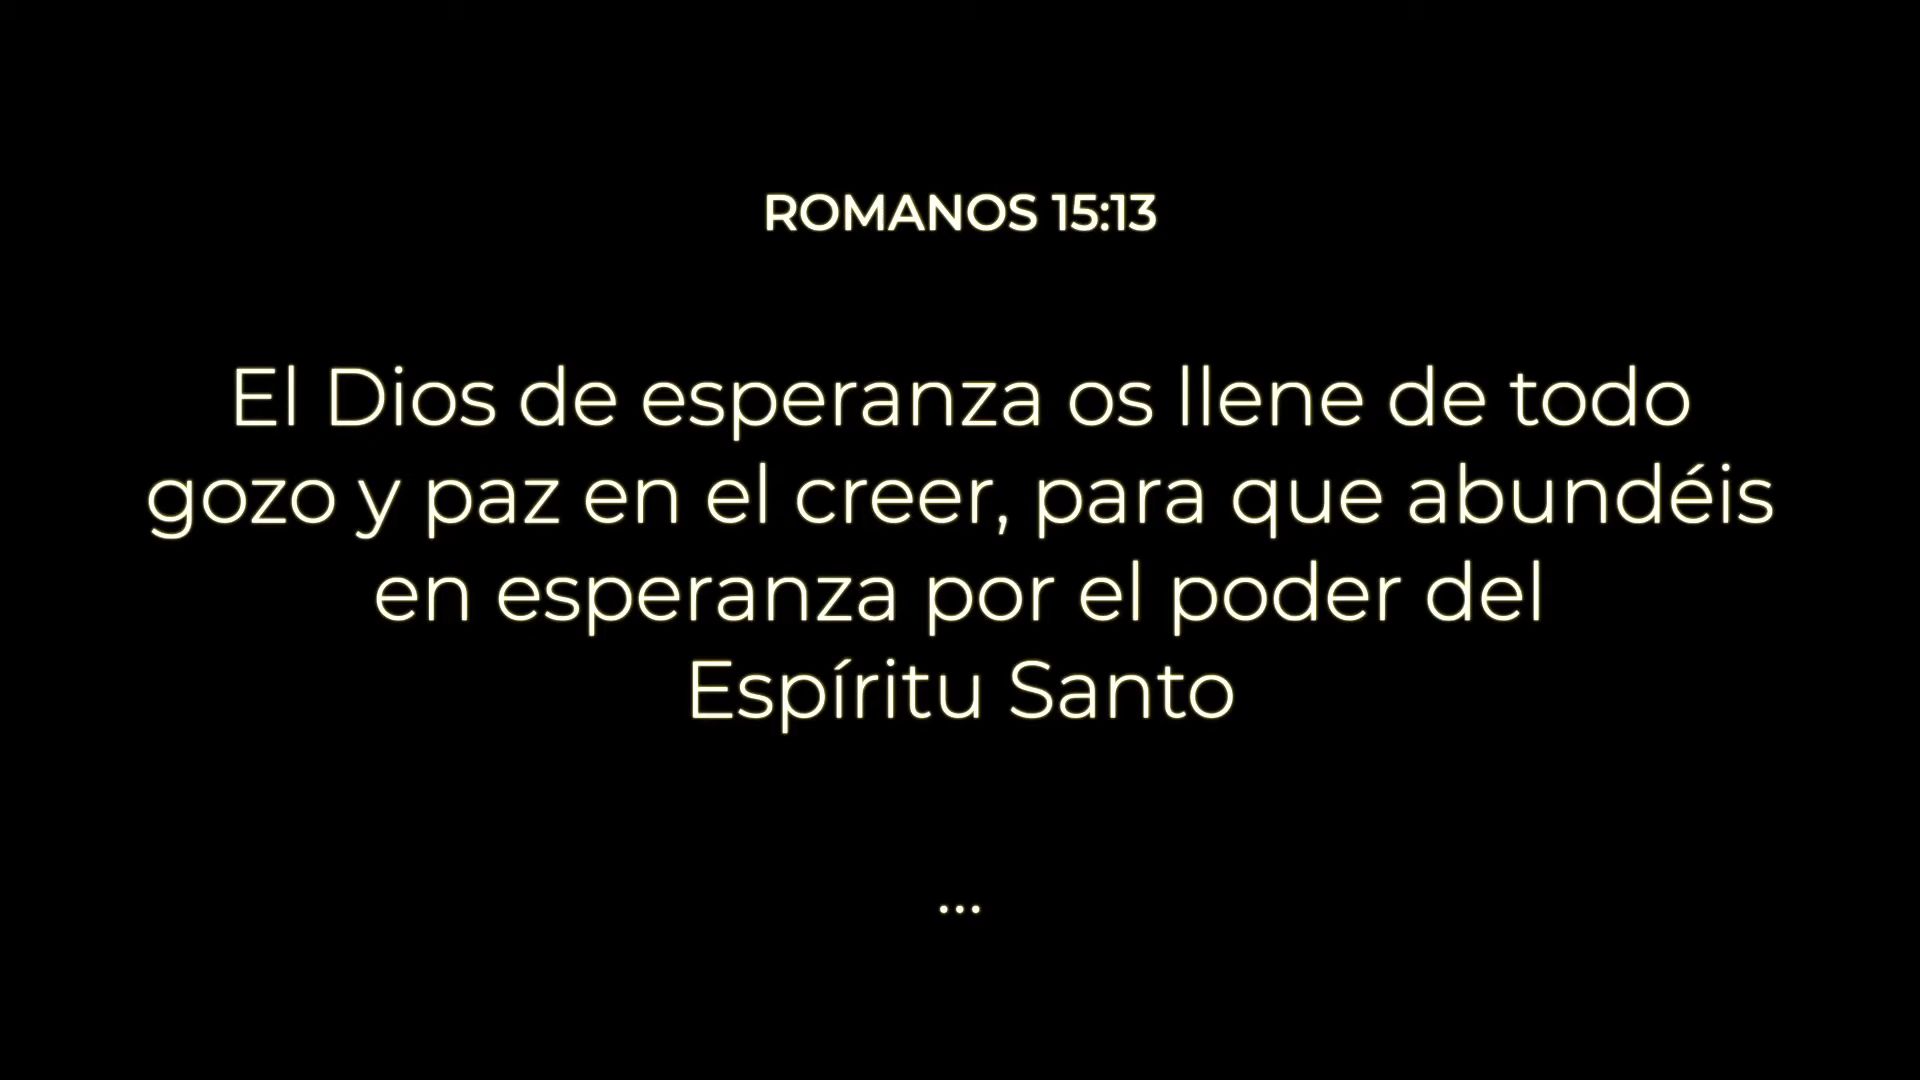 ROMANOS 15:13
El Dios de esperanza os llene de todo
gozo y paz en el creer, para que abundéis
en esperanza por el poder del
Espíritu Santo
...